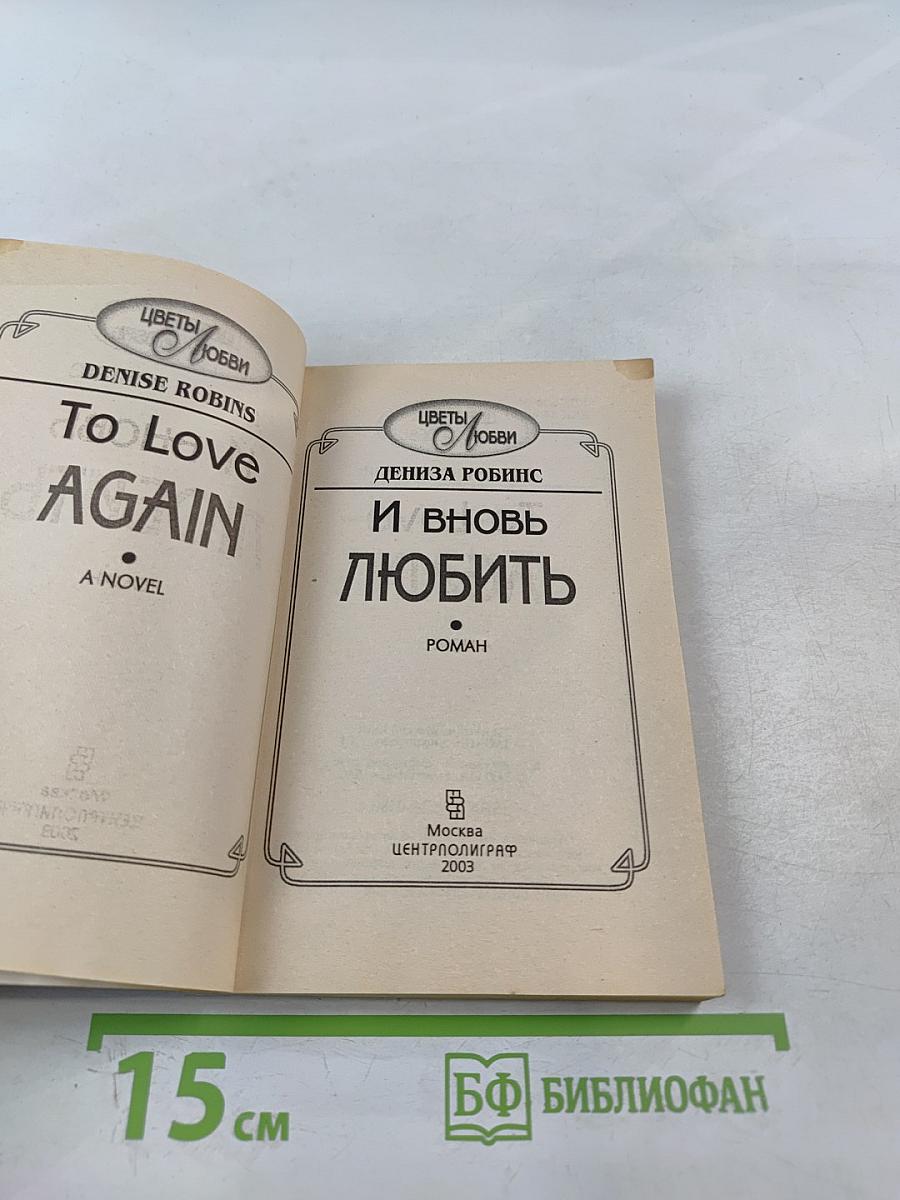 ЦВЕТЫ
ЛЮБВИ
DENISE ROBINS
To Love
AGAIN
A NOVEL
ЦВЕТЫ
ЛЮБВИ
ДЕНИЗА РОБИНС
И ВНОВЬ
ЛЮБИТЬ
РОМАН
Москва
ЦЕНТРПОЛИГРАФ
2003
15 см
БФ БИБЛИОФАН